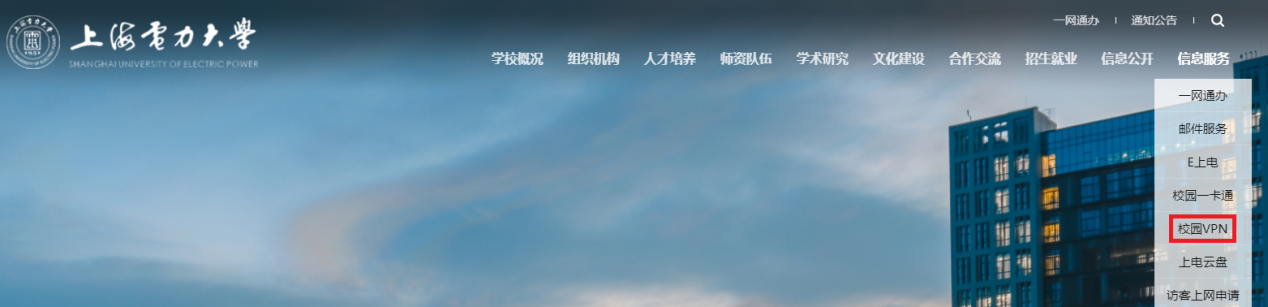 一网通办 | 通知公告 |
上海電力大學
SHANGHAI UNIVERSITY OF ELECTRIC POWER
学校概况 组织机构 人才培养 师资队伍 学术研究 文化建设 合作交流 招生就业 信息公开 信息服务
一网通办
邮件服务
E上电
校园一卡通
校园VPN
上电云盘
访客上网申请